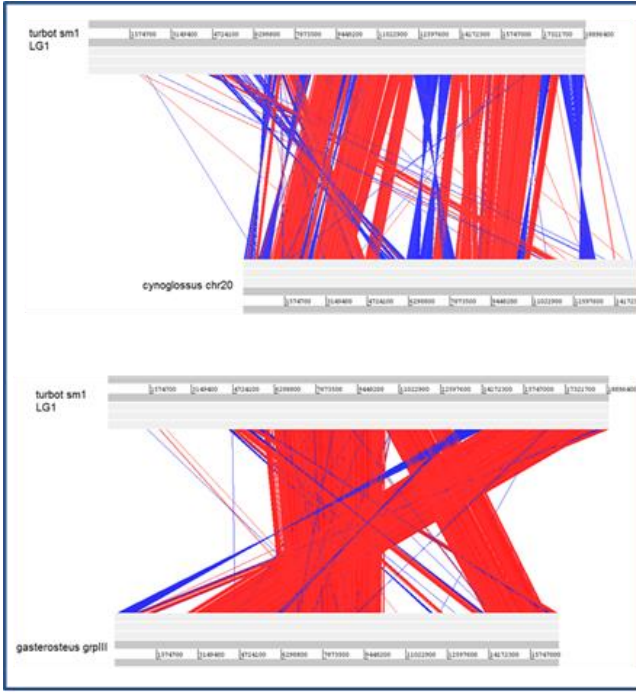 turbot sm1
LG1
1574700 3149400 4724100 6298800 7873500 9448200 11022900 12597600 14172300 15747000 17321700 18896400
cynoglossus chr20
1574700 3149400 4724100 6298800 7873500 9448200 11022900 12597600
turbot sm1
LG1
1574700 3149400 4724100 6298800 7873500 9448200 11022900 12597600 14172300 15747000 17321700 18896400
gasterosteus grpIII
1574700 3149400 4724100 6298800 7873500 9448200 11022900 12597600 14172300 15747000